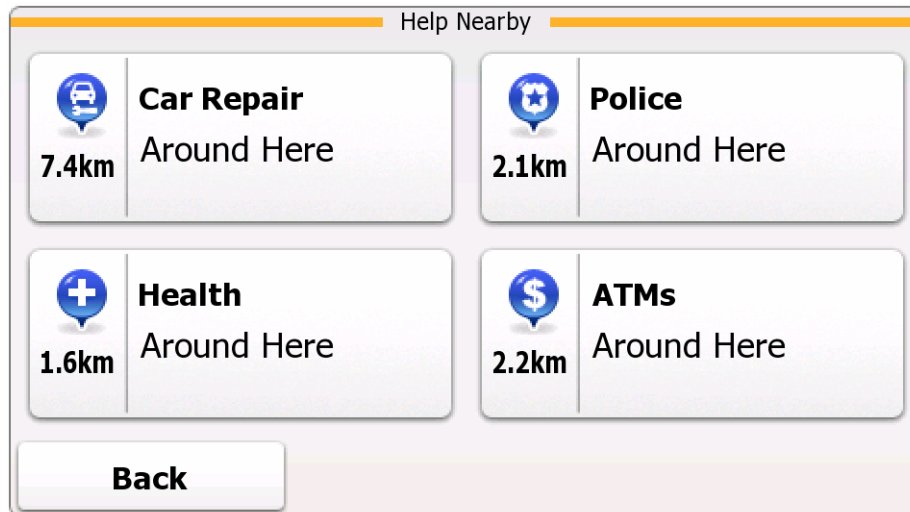 Help Nearby
Car Repair
Around Here
7.4km
Police
Around Here
2.1km
Health
Around Here
1.6km
$
ATMs
Around Here
2.2km
Back